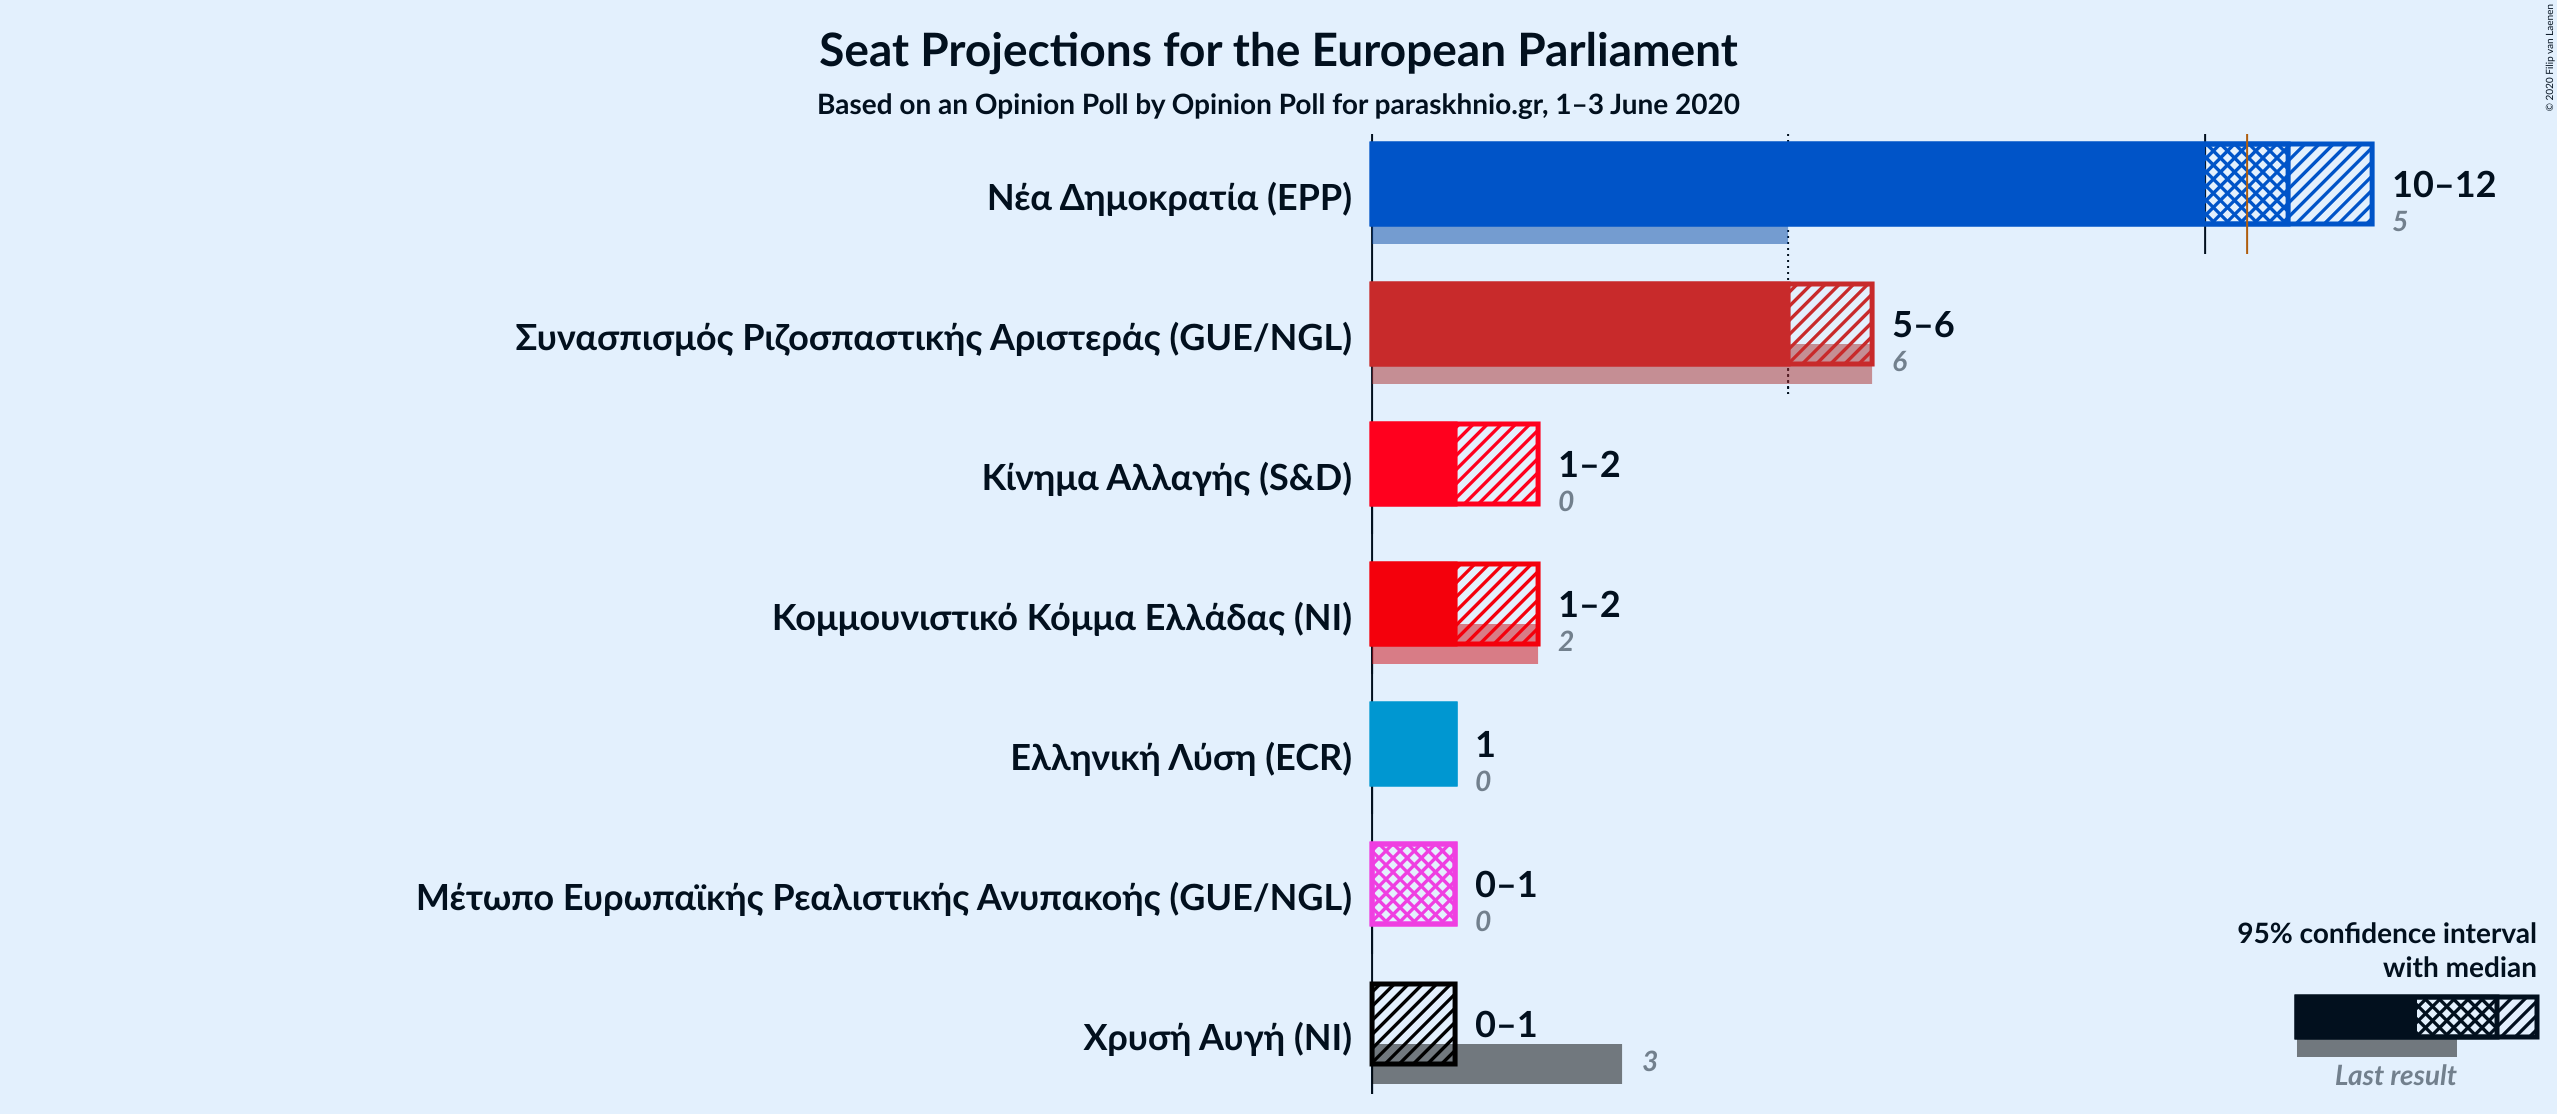 Seat Projections for the European Parliament
Based on an Opinion Poll by Opinion Poll for paraskhnio.gr, 1–3 June 2020
© 2020 Filip van Laenen
Νέα Δημοκρατία (EPP)
10–12
5
Συνασπισμός Ριζοσπαστικής Αριστεράς (GUE/NGL)
5–6
6
Κίνημα Αλλαγής (S&D)
1–2
0
Κομμουνιστικό Κόμμα Ελλάδας (NI)
1–2
2
Ελληνική Λύση (ECR)
1
0
Μέτωπο Ευρωπαϊκής Ρεαλιστικής Ανυπακοής (GUE/NGL)
0–1
0
Χρυσή Αυγή (NI)
0–1
3
95% confidence interval
with median
Last result